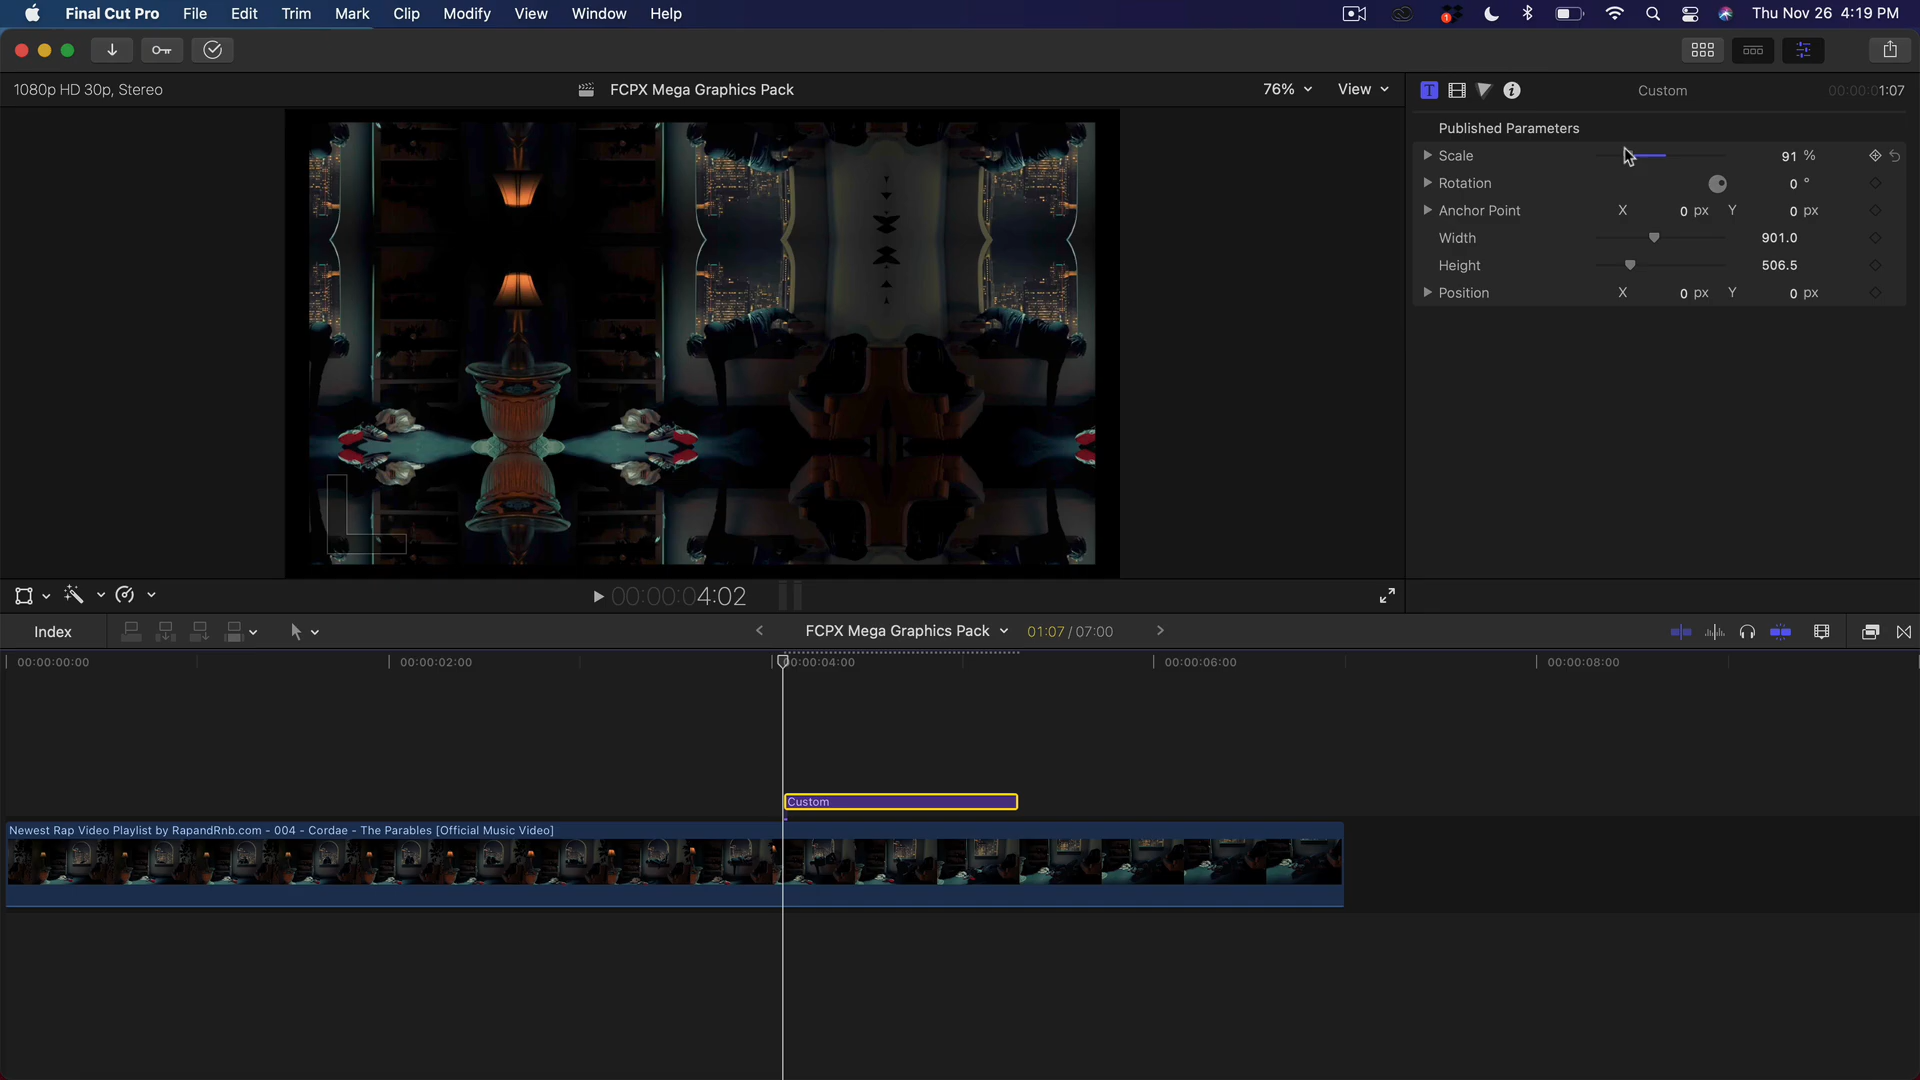 Final Cut Pro File Edit Trim Mark Clip Modify View Window Help 1 Thu Nov 26 4:19 PM
1080p HD 30p, Stereo FCPX Mega Graphics Pack 76% View T i Custom 00:00:01:07
Published Parameters
Scale 91 %
Rotation 0 °
Anchor Point X 0 px Y 0 px
Width 901.0
Height 506.5
Position X 0 px Y 0 px
00:00:04:02
Index FCPX Mega Graphics Pack 01:07 / 07:00
00:00:00:00 00:00:02:00 00:00:04:00 00:00:06:00 00:00:08:00
Custom
Newest Rap Video Playlist by RapandRnb.com - 004 - Cordae - The Parables [Official Music Video]